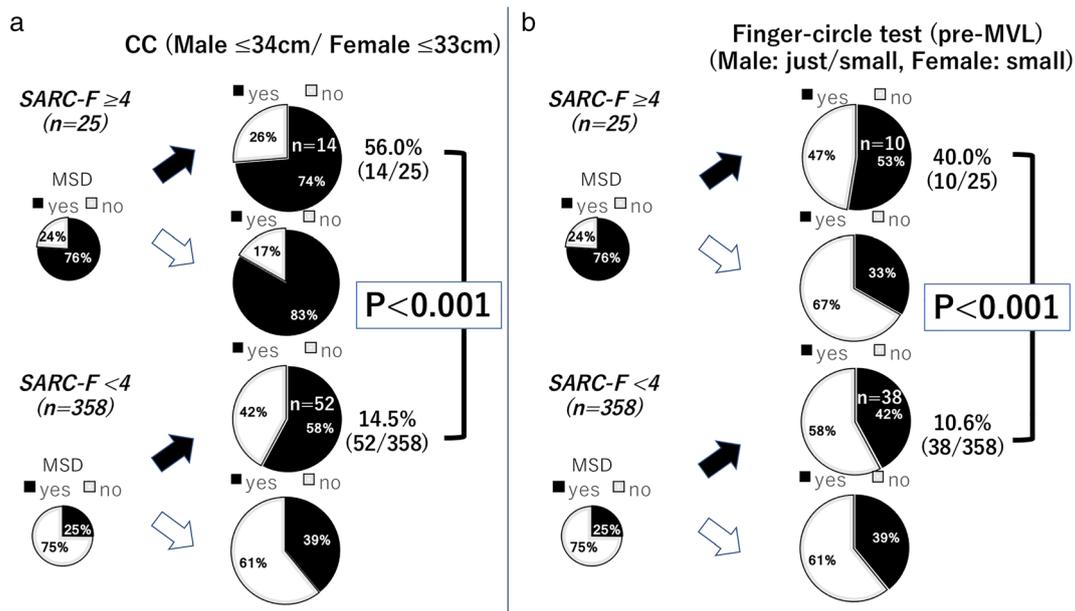 a
CC (Male ≤34cm/ Female ≤33cm)
SARC-F ≥4
(n=25)
MSD
yes no
24%
76%
yes no
26%
n=14
74%
56.0%
(14/25)
yes no
17%
83%
P<0.001
SARC-F <4
(n=358)
MSD
yes no
25%
75%
yes no
42%
n=52
58%
14.5%
(52/358)
yes no
39%
61%
b
Finger-circle test (pre-MVL)
(Male: just/small, Female: small)
SARC-F ≥4
(n=25)
MSD
yes no
24%
76%
yes no
47%
n=10
53%
40.0%
(10/25)
yes no
33%
67%
P<0.001
SARC-F <4
(n=358)
MSD
yes no
25%
75%
yes no
n=38
42%
58%
10.6%
(38/358)
yes no
39%
61%